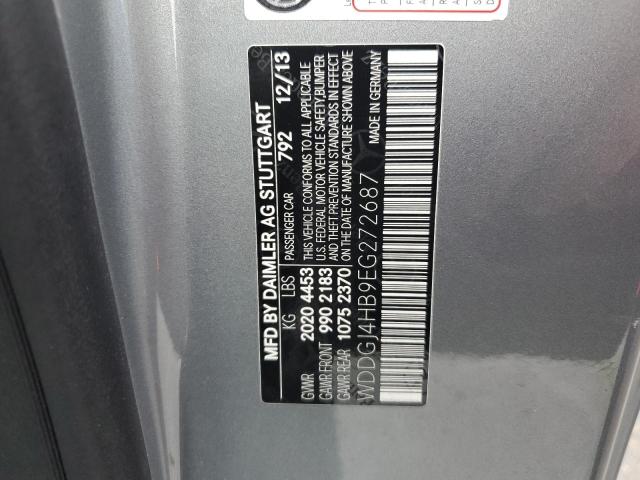 MFD BY DAIMLER AG STUTTGART
KG LBS PASSENGER CAR 792 12/13
GVWR 2020 4453 THIS VEHICLE CONFORMS TO ALL APPLICABLE
GAWR FRONT 990 2183 U.S. FEDERAL MOTOR VEHICLE SAFETY,BUMPER
GAWR REAR 1075 2370 AND THEFT PREVENTION STANDARDS IN EFFECT
ON THE DATE OF MANUFACTURE SHOWN ABOVE
WDDGJ4HB9EG272687 MADE IN GERMANY